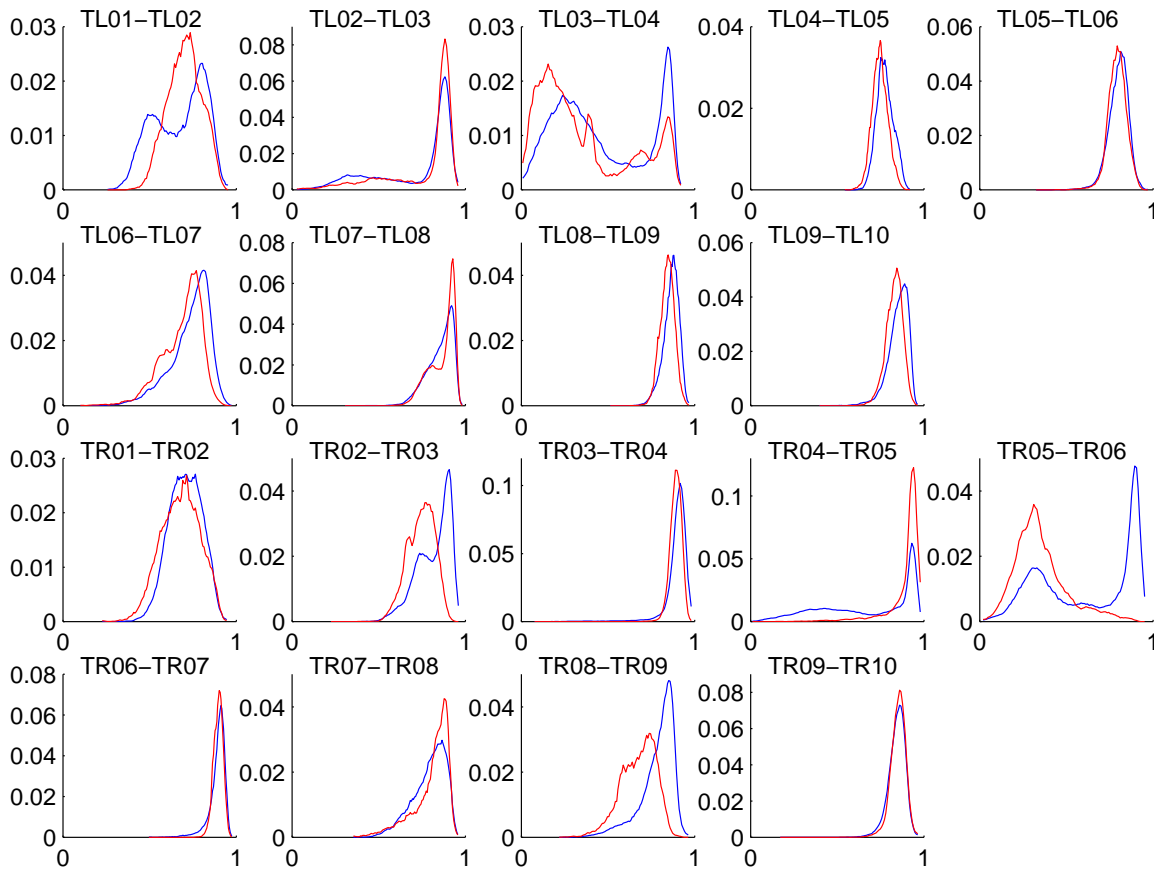 TL01−TL02 TL02−TL03 TL03−TL04 TL04−TL05 TL05−TL06
0.03 0.08 0.03 0.04 0.06
0.02 0.06 0.02 0.02 0.04
0.01 0.04 0.01 0 0.02
0 0.02 0 0
0
0 1 0 1 0 1 0 1 0 1
TL06−TL07 TL07−TL08 TL08−TL09 TL09−TL10
0.04 0.08 0.04 0.06
0.02 0.06 0.02 0.04
0 0.04 0 0.02
0.02 0
0
0 1 0 1 0 1 0 1
TR01−TR02 TR02−TR03 TR03−TR04 TR04−TR05 TR05−TR06
0.03 0.04 0.1 0.1 0.04
0.02 0.02 0.05 0.05 0.02
0.01 0 0 0 0
0
0 1 0 1 0 1 0 1 0 1
TR06−TR07 TR07−TR08 TR08−TR09 TR09−TR10
0.08 0.04 0.04 0.08
0.06 0.02 0.02 0.06
0.04 0 0 0.04
0.02 0.02
0 0
0 1 0 1 0 1 0 1